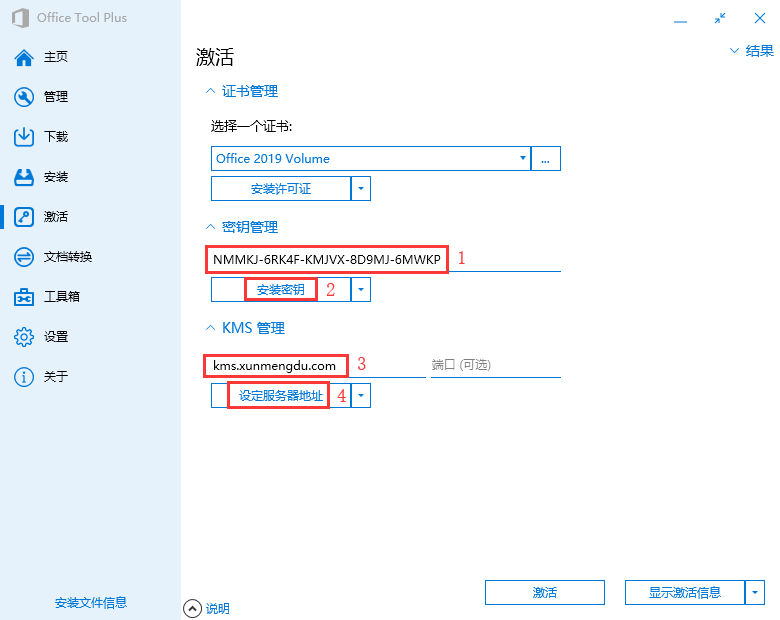 Office Tool Plus
主页
管理
下载
安装
激活
文档转换
工具箱
设置
关于
安装文件信息
激活
结果
证书管理
选择一个证书:
Office 2019 Volume
...
安装许可证
密钥管理
NMMKJ-6RK4F-KMJVX-8D9MJ-6MWKP 1
安装密钥 2
KMS 管理
kms.xunmengdu.com 3 端口 (可选)
设定服务器地址 4
激活 显示激活信息
说明